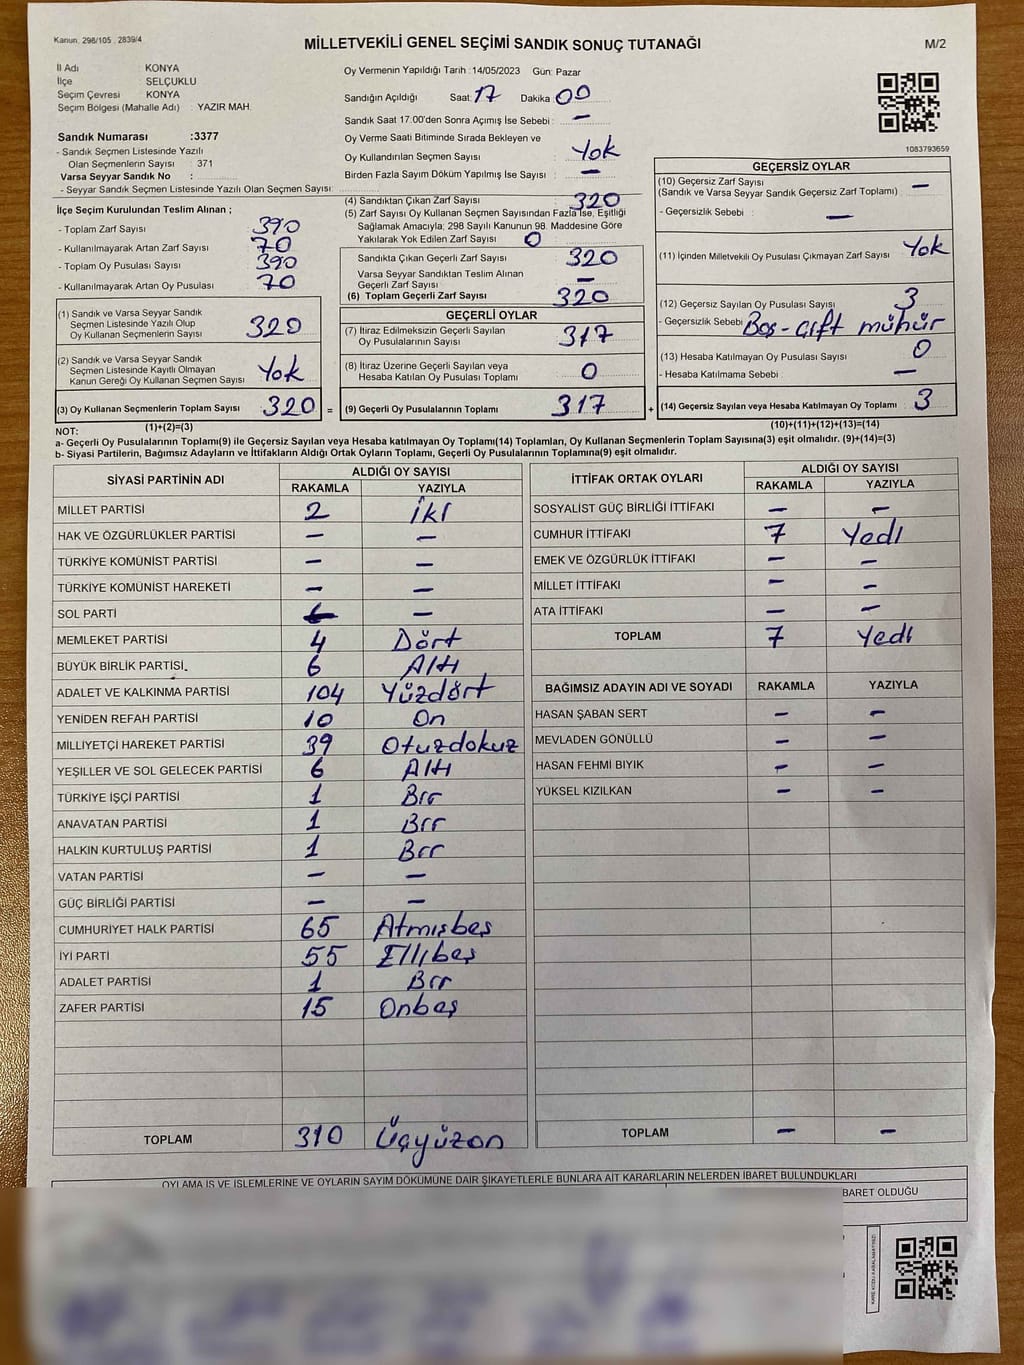 Kanun. 298/105 . 2839/4
MİLLETVEKİLİ GENEL SEÇİMİ SANDIK SONUÇ TUTANAĞI
M/2
İl Adı KONYA
İlçe SELÇUKLU
Seçim Çevresi KONYA
Seçim Bölgesi (Mahalle Adı) : YAZIR MAH.
Sandık Numarası :3377
- Sandık Seçmen Listesinde Yazılı
Olan Seçmenlerin Sayısı : 371
Varsa Seyyar Sandık No :
- Seyyar Sandık Seçmen Listesinde Yazılı Olan Seçmen Sayısı:
Oy Vermenin Yapıldığı Tarih :14/05/2023 Gün: Pazar
Sandığın Açıldığı Saat: 17 Dakika: 00
Sandık Saat 17:00'den Sonra Açımış İse Sebebi : -
Oy Verme Saati Bitiminde Sırada Bekleyen ve
Oy Kullandırılan Seçmen Sayısı : Yok
Birden Fazla Sayım Döküm Yapılmış İse Sayısı : -
1083793659
İlçe Seçim Kurulundan Teslim Alınan ;
- Toplam Zarf Sayısı : 390
- Kullanılmayarak Artan Zarf Sayısı : 70
- Toplam Oy Pusulası Sayısı : 390
- Kullanılmayarak Artan Oy Pusulası : 70
(1) Sandık ve Varsa Seyyar Sandık
Seçmen Listesinde Yazılı Olup
Oy Kullanan Seçmenlerin Sayısı : 320
(2) Sandık ve Varsa Seyyar Sandık
Seçmen Listesinde Kayıtlı Olmayan
Kanun Gereği Oy Kullanan Seçmen Sayısı : Yok
(3) Oy Kullanan Seçmenlerin Toplam Sayısı : 320 =
(1)+(2)=(3)
(4) Sandıktan Çıkan Zarf Sayısı : 320
(5) Zarf Sayısı Oy Kullanan Seçmen Sayısından Fazla İse, Eşitliği
Sağlamak Amacıyla; 298 Sayılı Kanunun 98. Maddesine Göre
Yakılarak Yok Edilen Zarf Sayısı : 0
Sandıkta Çıkan Geçerli Zarf Sayısı : 320
Varsa Seyyar Sandıktan Teslim Alınan
Geçerli Zarf Sayısı : -
(6) Toplam Geçerli Zarf Sayısı : 320
GEÇERLİ OYLAR
(7) İtiraz Edilmeksizin Geçerli Sayılan
Oy Pusulalarının Sayısı : 317
(8) İtiraz Üzerine Geçerli Sayılan veya
Hesaba Katılan Oy Pusulası Toplamı : 0
(9) Geçerli Oy Pusulalarının Toplamı : 317 +
GEÇERSİZ OYLAR
(10) Geçersiz Zarf Sayısı
(Sandık ve Varsa Seyyar Sandık Geçersiz Zarf Toplamı) : -
- Geçersizlik Sebebi : -
(11) İçinden Milletvekili Oy Pusulası Çıkmayan Zarf Sayısı : Yok
(12) Geçersiz Sayılan Oy Pusulası Sayısı : 3
- Geçersizlik Sebebi : Boş-çift mühür
(13) Hesaba Katılmayan Oy Pusulası Sayısı : 0
- Hesaba Katılmama Sebebi : -
(14) Geçersiz Sayılan veya Hesaba Katılmayan Oy Toplamı : 3
(10)+(11)+(12)+(13)=(14)
NOT:
a- Geçerli Oy Pusulalarının Toplamı(9) ile Geçersiz Sayılan veya Hesaba katılmayan Oy Toplamı(14) Toplamları, Oy Kullanan Seçmenlerin Toplam Sayısına(3) eşit olmalıdır. (9)+(14)=(3)
b- Siyasi Partilerin, Bağımsız Adayların ve İttifakların Aldığı Ortak Oyların Toplamı, Geçerli Oy Pusulalarının Toplamına(9) eşit olmalıdır.
SİYASİ PARTİNİN ADI ALDIĞI OY SAYISI
RAKAMLA YAZIYLA
MİLLET PARTİSİ 2 İki
HAK VE ÖZGÜRLÜKLER PARTİSİ - -
TÜRKİYE KOMÜNİST PARTİSİ - -
TÜRKİYE KOMÜNİST HAREKETİ - -
SOL PARTİ - -
MEMLEKET PARTİSİ 4 Dört
BÜYÜK BİRLİK PARTİSİ 6 Altı
ADALET VE KALKINMA PARTİSİ 104 Yüzdört
YENİDEN REFAH PARTİSİ 10 On
MİLLİYETÇİ HAREKET PARTİSİ 39 Otuzdokuz
YEŞİLLER VE SOL GELECEK PARTİSİ 6 Altı
TÜRKİYE İŞÇİ PARTİSİ 1 Bir
ANAVATAN PARTİSİ 1 Bir
HALKIN KURTULUŞ PARTİSİ 1 Bir
VATAN PARTİSİ - -
GÜÇ BİRLİĞİ PARTİSİ - -
CUMHURİYET HALK PARTİSİ 65 Atmışbeş
İYİ PARTİ 55 Ellibeş
ADALET PARTİSİ 1 Bir
ZAFER PARTİSİ 15 Onbeş
TOPLAM 310 Üçyüzon
İTTİFAK ORTAK OYLARI ALDIĞI OY SAYISI
RAKAMLA YAZIYLA
SOSYALİST GÜÇ BİRLİĞİ İTTİFAKI - -
CUMHUR İTTİFAKI 7 Yedi
EMEK VE ÖZGÜRLÜK İTTİFAKI - -
MİLLET İTTİFAKI - -
ATA İTTİFAKI - -
TOPLAM 7 Yedi
BAĞIMSIZ ADAYIN ADI VE SOYADI RAKAMLA YAZIYLA
HASAN ŞABAN SERT - -
MEVLADEN GÖNÜLLÜ - -
HASAN FEHMİ BIYIK - -
YÜKSEL KIZILKAN - -
TOPLAM - -
OYLAMA İŞ VE İŞLEMLERİNE VE OYLARIN SAYIM DÖKÜMÜNE DAİR ŞİKAYETLERLE BUNLARA AİT KARARLARIN NELERDEN İBARET BULUNDUKLARI
BARET OLDUĞU